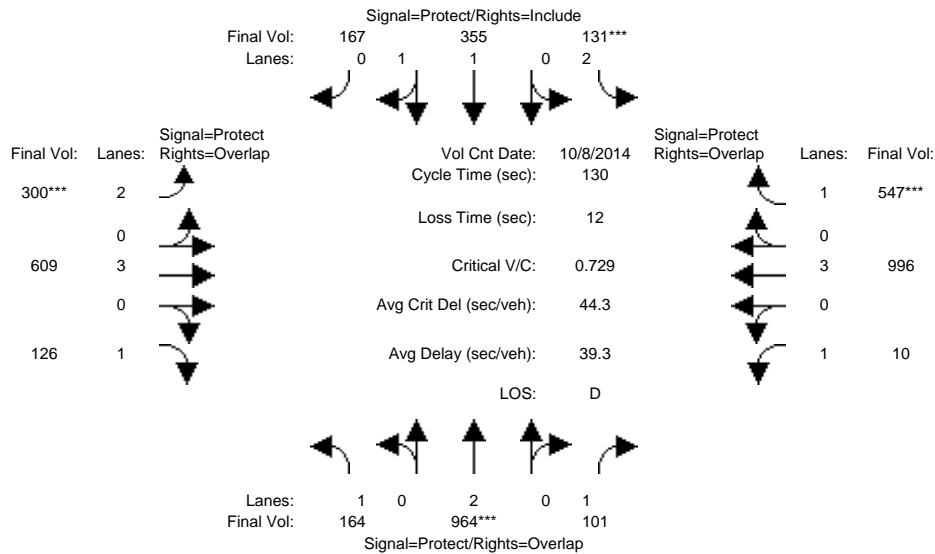 Signal=Protect/Rights=Include
Final Vol: 167 355 131***
Lanes: 0 1 1 0 2
Signal=Protect Signal=Protect
Final Vol: Lanes: Rights=Overlap Vol Cnt Date: 10/8/2014 Rights=Overlap Lanes: Final Vol:
Cycle Time (sec): 130
300*** 2 1 547***
Loss Time (sec): 12
0 0
609 3 Critical V/C: 0.729 3 996
0 Avg Crit Del (sec/veh): 44.3 0
126 1 Avg Delay (sec/veh): 39.3 1 10
LOS: D
Lanes: 1 0 2 0 1
Final Vol: 164 964*** 101
Signal=Protect/Rights=Overlap